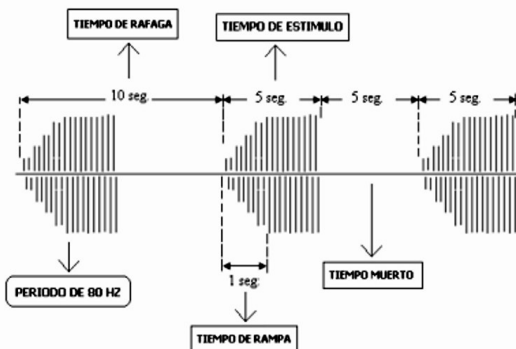 TIEMPO DE RAFAGA
TIEMPO DE ESTIMULO
10 seg.
5 seg.
5 seg.
5 seg.
1 seg.
TIEMPO MUERTO
PERIODO DE 80 HZ
TIEMPO DE RAMPA